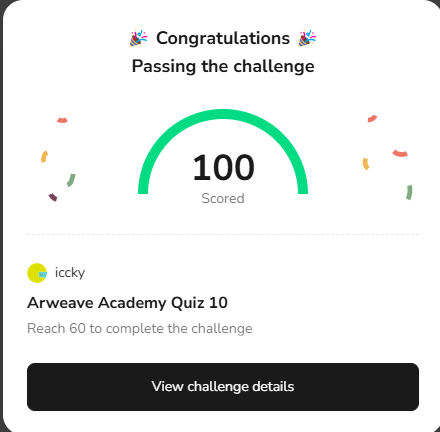 🎉 Congratulations 🎉
Passing the challenge
100
Scored
iccky
Arweave Academy Quiz 10
Reach 60 to complete the challenge
View challenge details